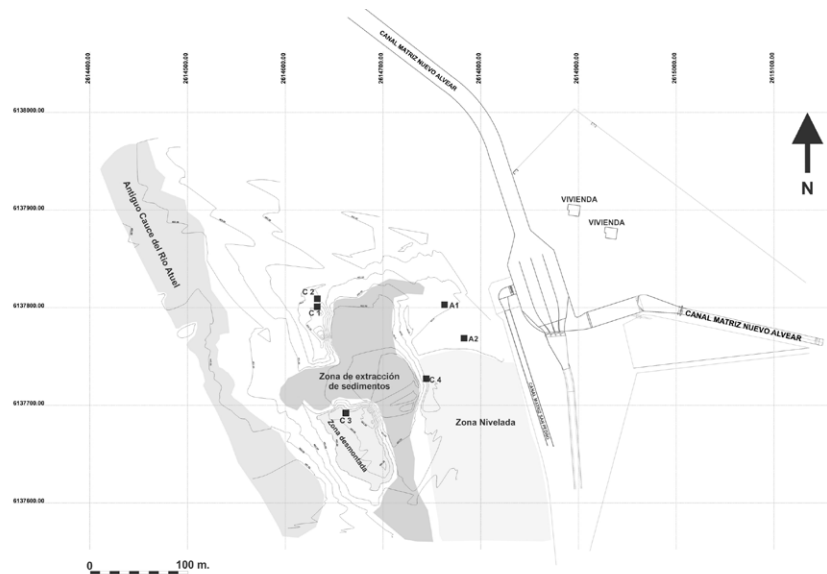 CANAL MATRIZ NUEVO ALVEAR
2614400.00
2614500.00
2614600.00
2614700.00
2614800.00
2614900.00
2615000.00
2615100.00
6138000.00
N
6137900.00
VIVIENDA
VIVIENDA
Antiguo Cauce del Río Atuel
C 2
C 1
A1
6137800.00
CANAL MATRIZ NUEVO ALVEAR
A2
Zona de extracción
de sedimentos
C 4
6137700.00
C 3
Zona desmontada
Zona Nivelada
6137600.00
0
100 m.